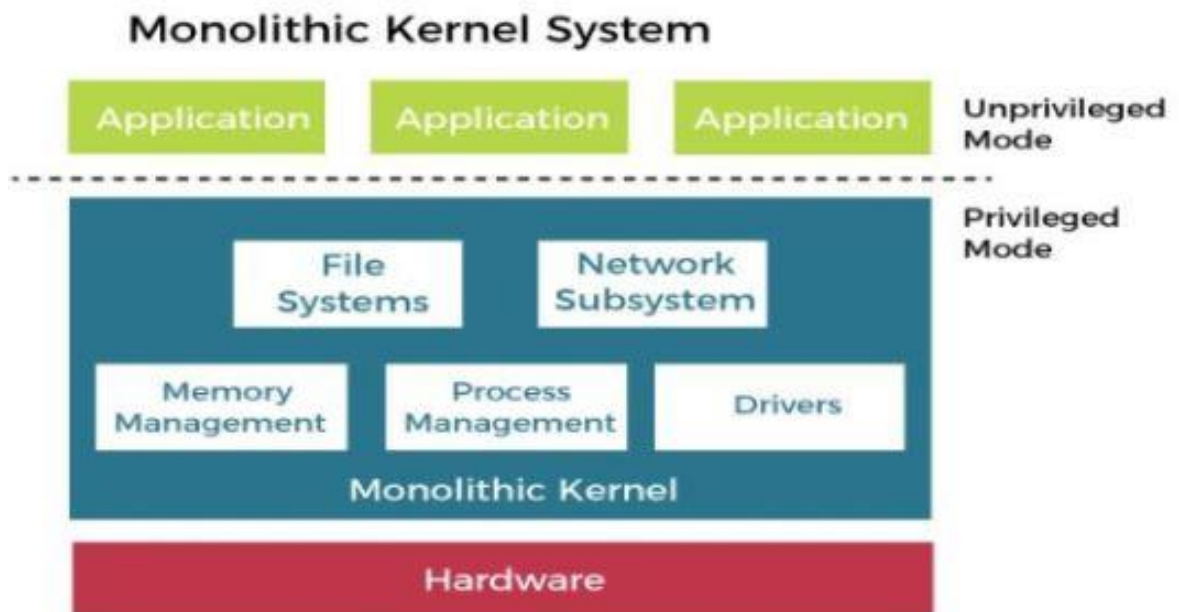 Monolithic Kernel System
Application Application Application
Unprivileged
Mode
Privileged
Mode
File
Systems
Network
Subsystem
Memory
Management
Process
Management
Drivers
Monolithic Kernel
Hardware